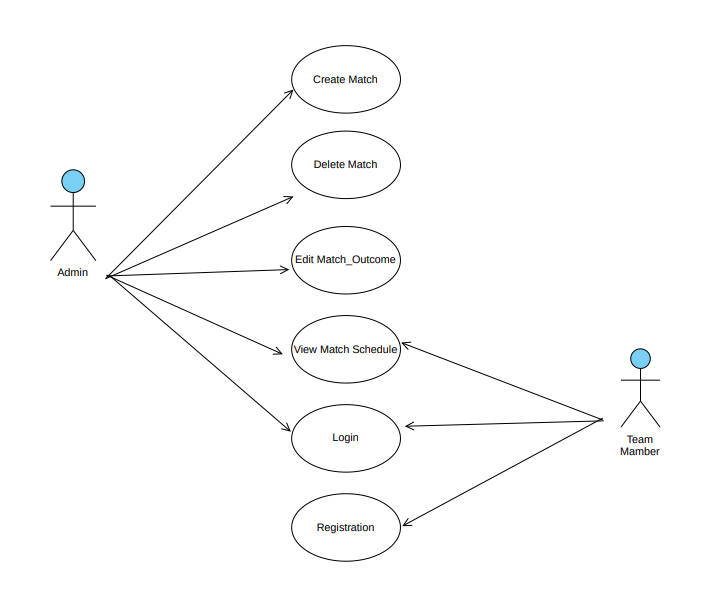 Create Match
Delete Match
Edit Match_Outcome
Admin
View Match Schedule
Login
Team
Mamber
Registration